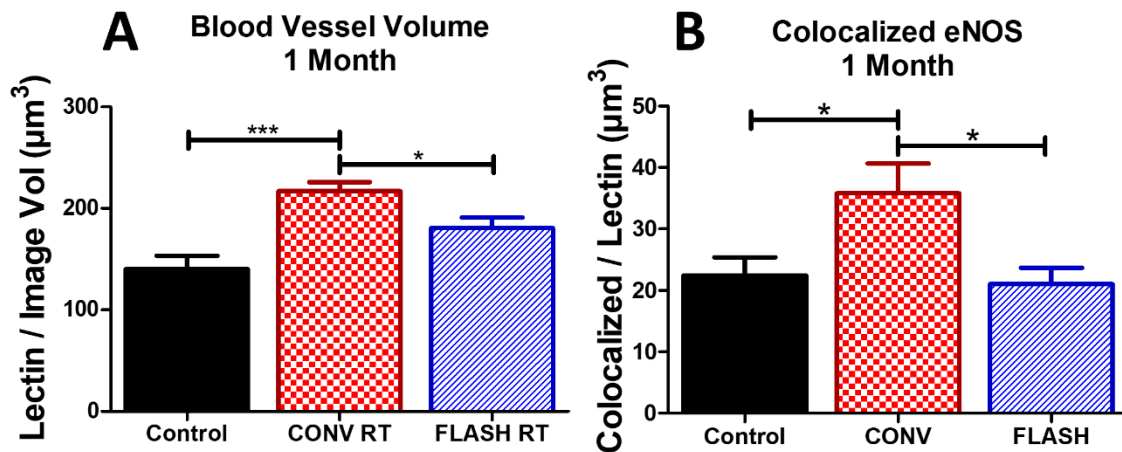 A
Blood Vessel Volume
1 Month
Lectin / Image Vol (µm³)
300
200
100
0
***
*
Control
CONV RT
FLASH RT
B
Colocalized eNOS
1 Month
Colocalized / Lectin (µm³)
50
40
30
20
10
0
*
*
Control
CONV
FLASH